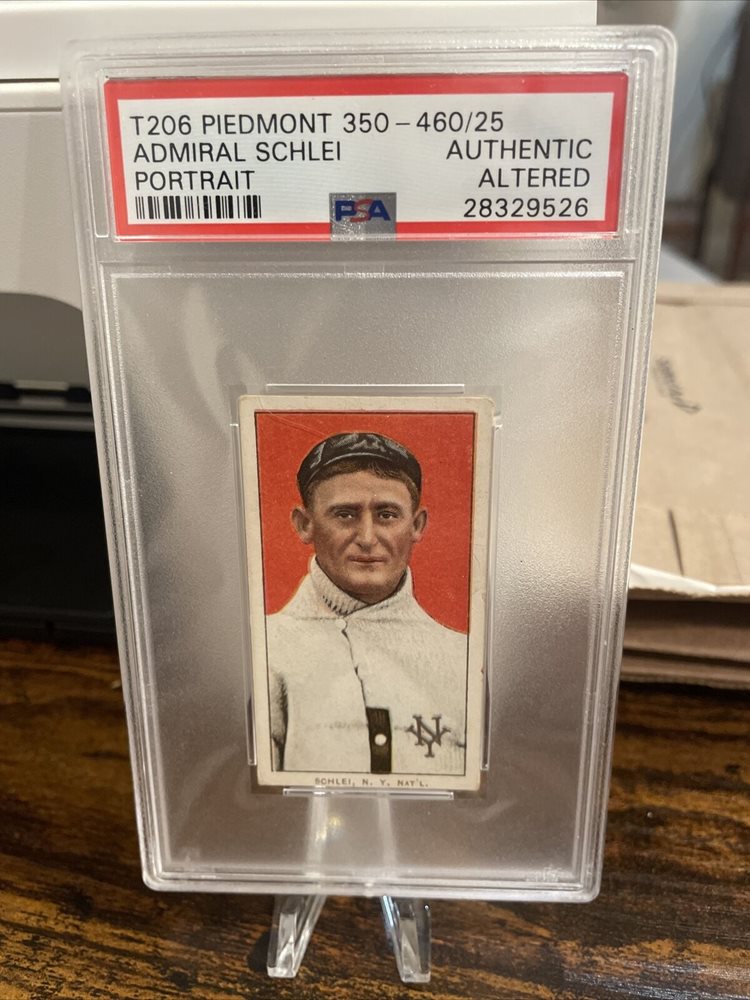 T206 PIEDMONT 350-460/25
ADMIRAL SCHLEI AUTHENTIC
PORTRAIT ALTERED
PSA 28329526
NY
SCHLEI, N. Y. NAT'L.